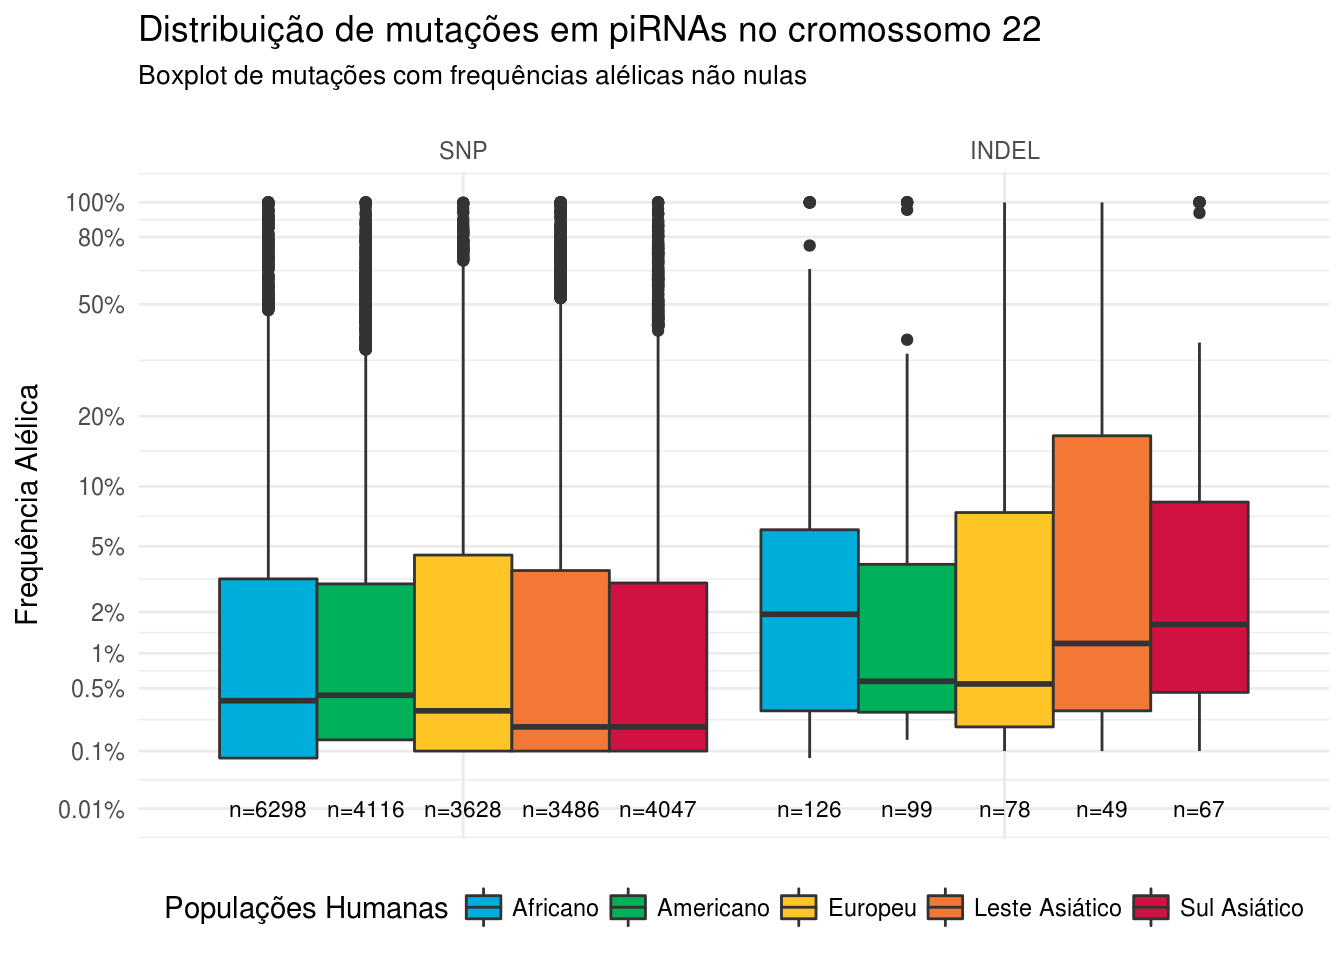 Distribuição de mutações em piRNAs no cromossomo 22
Boxplot de mutações com frequências alélicas não nulas
SNP INDEL
Frequência Alélica
100%
80%
50%
20%
10%
5%
2%
1%
0.5%
0.1%
0.01%
n=6298 n=4116 n=3628 n=3486 n=4047 n=126 n=99 n=78 n=49 n=67
Populações Humanas Africano Americano Europeu Leste Asiático Sul Asiático